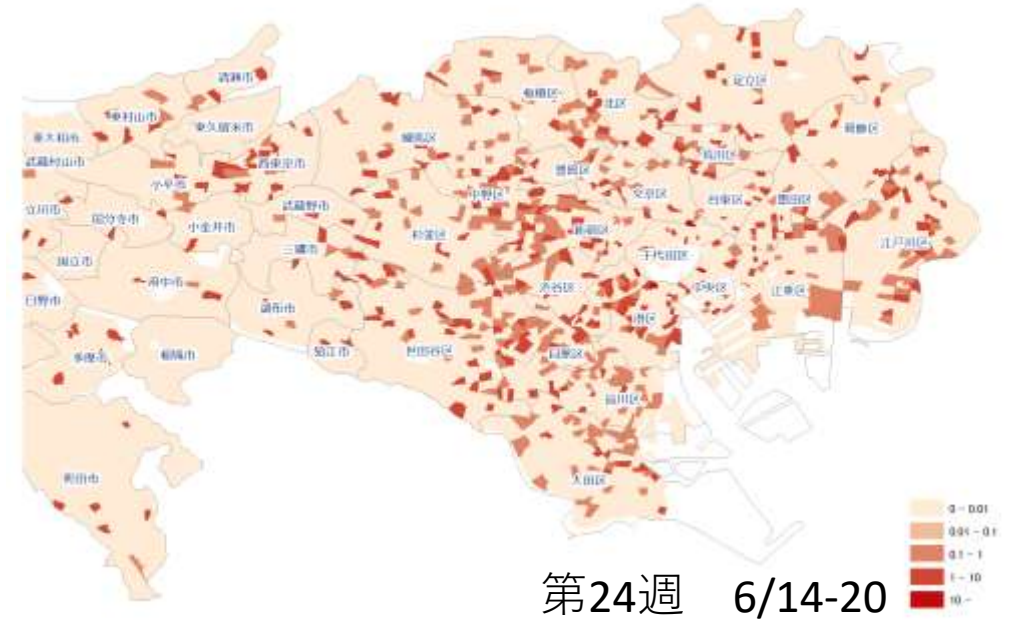 清瀬市
足立区
板橋区
北区
東村山市
東久留米市
葛飾区
東大和市
練馬区
武蔵村山市
西東京市
荒川区
豊島区
小平市
中野区
文京区
台東区
墨田区
立川市
国分寺市
武蔵野市
小金井市
杉並区
新宿区
江戸川区
三鷹市
千代田区
国立市
府中市
渋谷区
中央区
江東区
日野市
調布市
港区
多摩市
稲城市
狛江市
世田谷区
目黒区
品川区
町田市
大田区
0 - 0.01
0.01 - 0.1
0.1 - 1
1 - 10
10 -
第24週 6/14-20